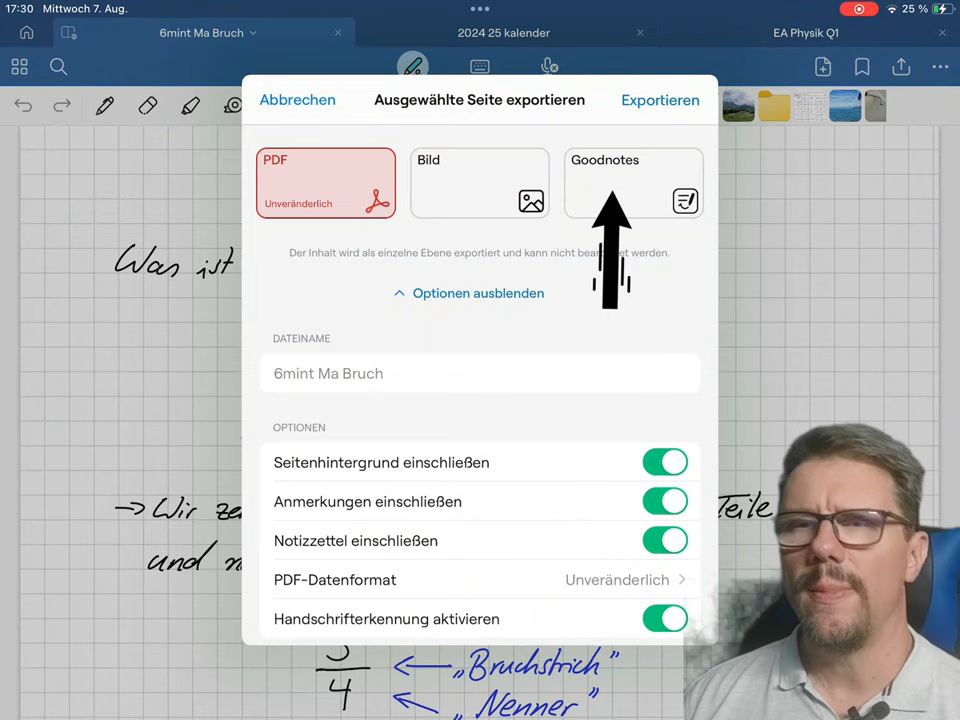 17:30 Mittwoch 7. Aug.
25 %
6mint Ma Bruch
2024 25 kalender
EA Physik Q1
Abbrechen
Ausgewählte Seite exportieren
Exportieren
PDF
Unveränderlich
Bild
Goodnotes
Der Inhalt wird als einzelne Ebene exportiert und kann nicht werden.
Optionen ausblenden
DATEINAME
6mint Ma Bruch
OPTIONEN
Seitenhintergrund einschließen
Anmerkungen einschließen
Notizzettel einschließen
PDF-Datenformat
Unveränderlich
Handschrifterkennung aktivieren
Was ist
→ Wir
Teile
und
3
4
← „Bruchstrich"
← „Nenner"